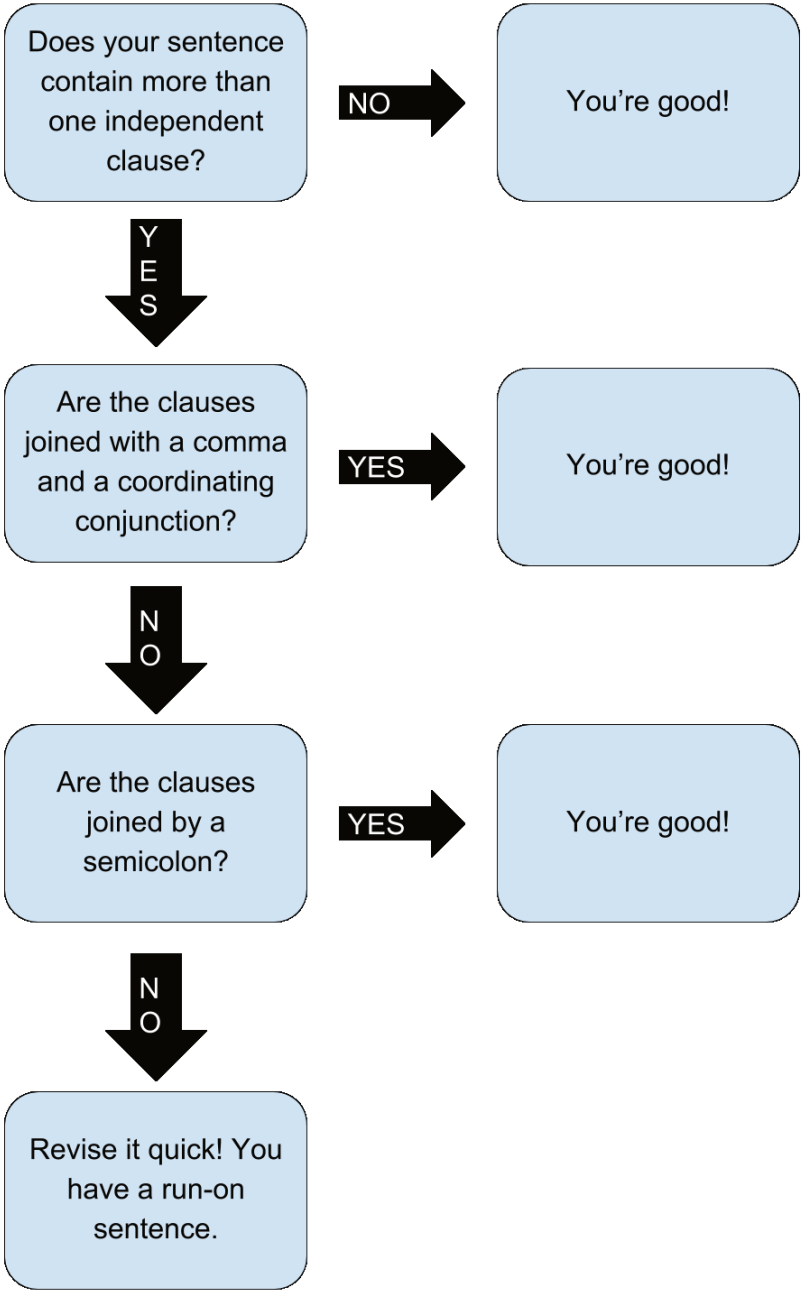 Does your sentence
contain more than
one independent
clause?
NO
You’re good!
Y
E
S
Are the clauses
joined with a comma
and a coordinating
conjunction?
YES
You’re good!
N
O
Are the clauses
joined by a
semicolon?
YES
You’re good!
N
O
Revise it quick! You
have a run-on
sentence.